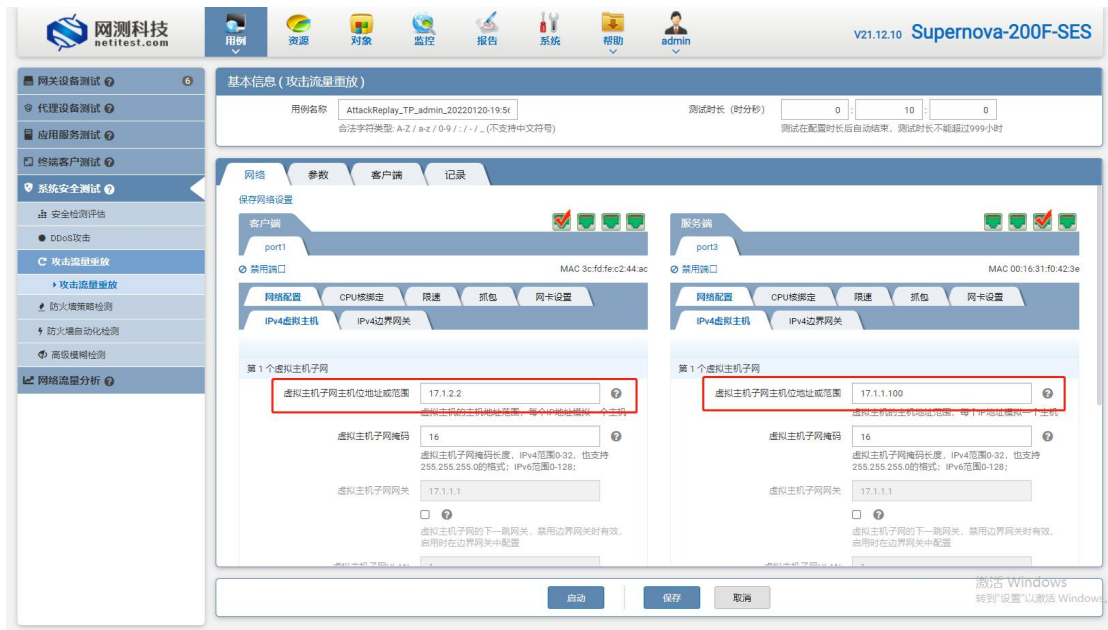 网测科技
netitest.com
用例
资源
对象
监控
报告
系统
帮助
admin
V21.12.10 Supernova-200F-SES
网关设备测试
6
代理设备测试
应用服务测试
终端客户测试
系统安全测试
安全检测评估
DDoS攻击
攻击流量重放
攻击流量重放
防火墙策略检测
防火墙自动化检测
高级模糊检测
网络流量分析
基本信息 ( 攻击流量重放 )
用例名称 AttackReplay_TP_admin_20220120-19:5
合法字符类型: A-Z / a-z / 0-9 / : / - / _ (不支持中文符号)
测试时长（时分秒） 0 : 10 : 0
测试在配置时长后自动结束，测试时长不能超过999小时
网络 参数 客户端 记录
保存网络设置
客户端
port1
禁用端口 MAC 3c:fd:fe:c2:44:ac
网络配置 CPU核绑定 限速 抓包 网卡设置
IPv4虚拟主机 IPv4边界网关
第 1 个虚拟主机子网
虚拟主机子网主机位地址或范围 17.1.2.2
虚拟主机的主机地址范围，每个IP地址模拟一个主机
虚拟主机子网掩码 16
虚拟主机子网掩码长度，IPv4范围0-32，也支持
255.255.255.0的格式；IPv6范围0-128；
虚拟主机子网网关 17.1.1.1
虚拟主机子网的下一跳网关，禁用边界网关时有效，
启用时在边界网关中配置
服务端
port3
禁用端口 MAC 00:16:31:f0:42:3e
网络配置 CPU核绑定 限速 抓包 网卡设置
IPv4虚拟主机 IPv4边界网关
第 1 个虚拟主机子网
虚拟主机子网主机位地址或范围 17.1.1.100
虚拟主机的主机地址范围，每个IP地址模拟一个主机
虚拟主机子网掩码 16
虚拟主机子网掩码长度，IPv4范围0-32，也支持
255.255.255.0的格式；IPv6范围0-128；
虚拟主机子网网关 17.1.1.1
虚拟主机子网的下一跳网关，禁用边界网关时有效，
启用时在边界网关中配置
启动 保存 取消
激活 Windows
转到"设置"以激活 Windows。